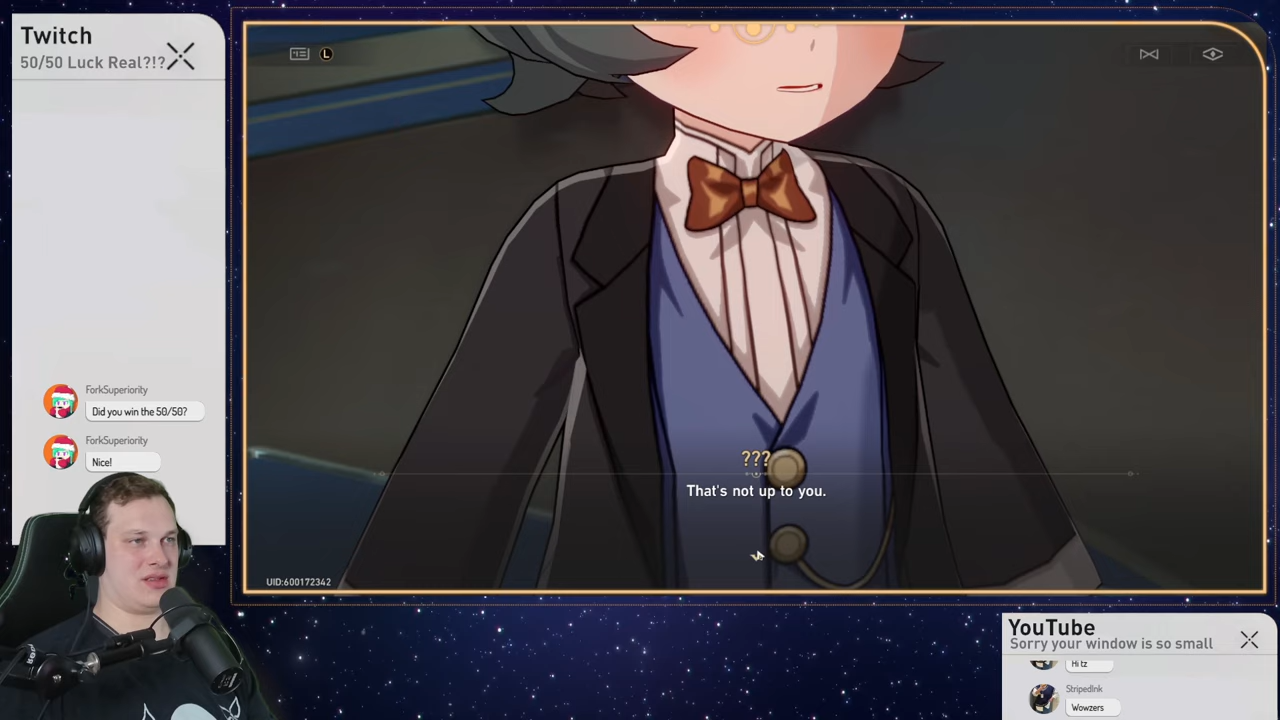 Twitch
50/50 Luck Real?!?
L
ForkSuperiority
Did you win the 50/50?
ForkSuperiority
Nice!
???
That's not up to you.
UID:600172342
YouTube
Sorry your window is so small
Hi tz
StripedInk
Wowzers